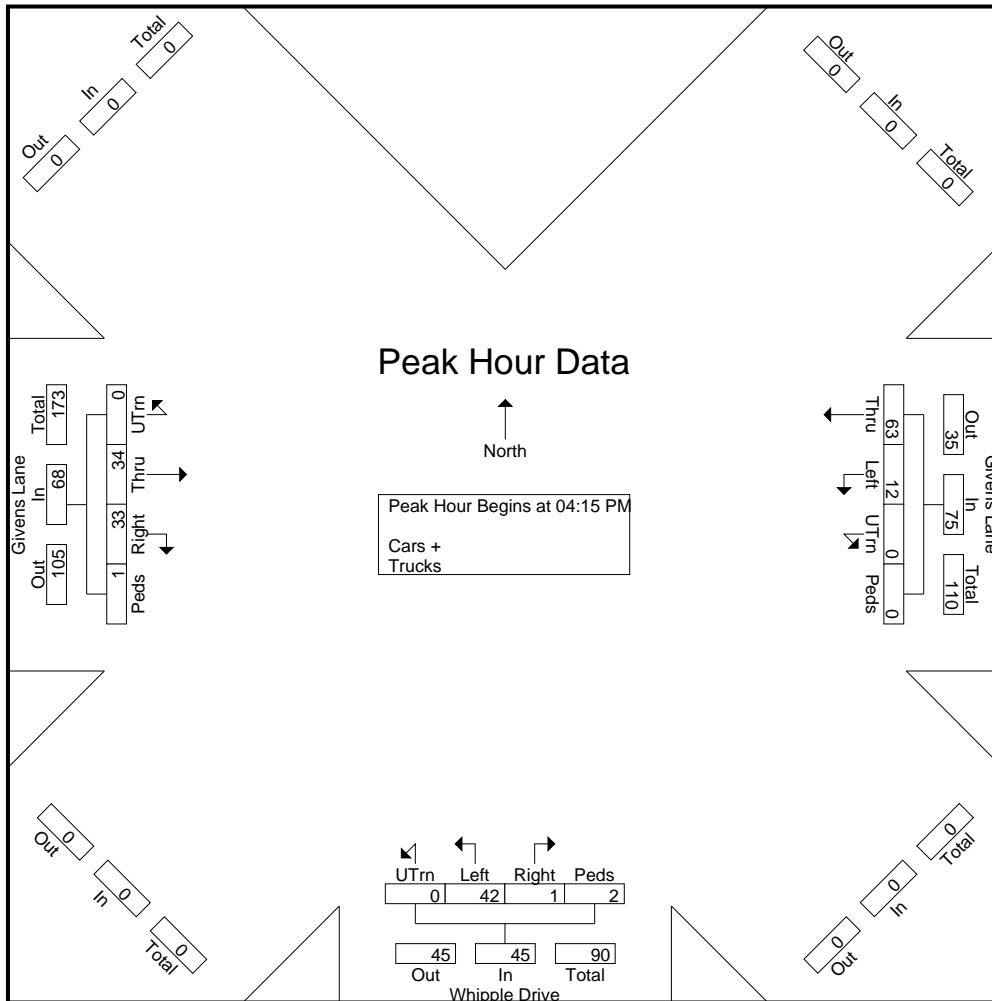 Total
0
In
0
Out
0
Out
0
In
0
Total
0
Peak Hour Data
North
Peak Hour Begins at 04:15 PM
Cars +
Trucks
Givens Lane
Total
173
In
68
Out
105
0
34
33
1
UTrn
Thru
Right
Peds
Thru
Left
UTrn
Peds
63
12
0
0
Out
35
In
75
Total
110
Givens Lane
0
Out
0
In
0
Total
UTrn Left Right Peds
0 42 1 2
45 45 90
Out In Total
Whipple Drive
0
Total
0
In
0
Out